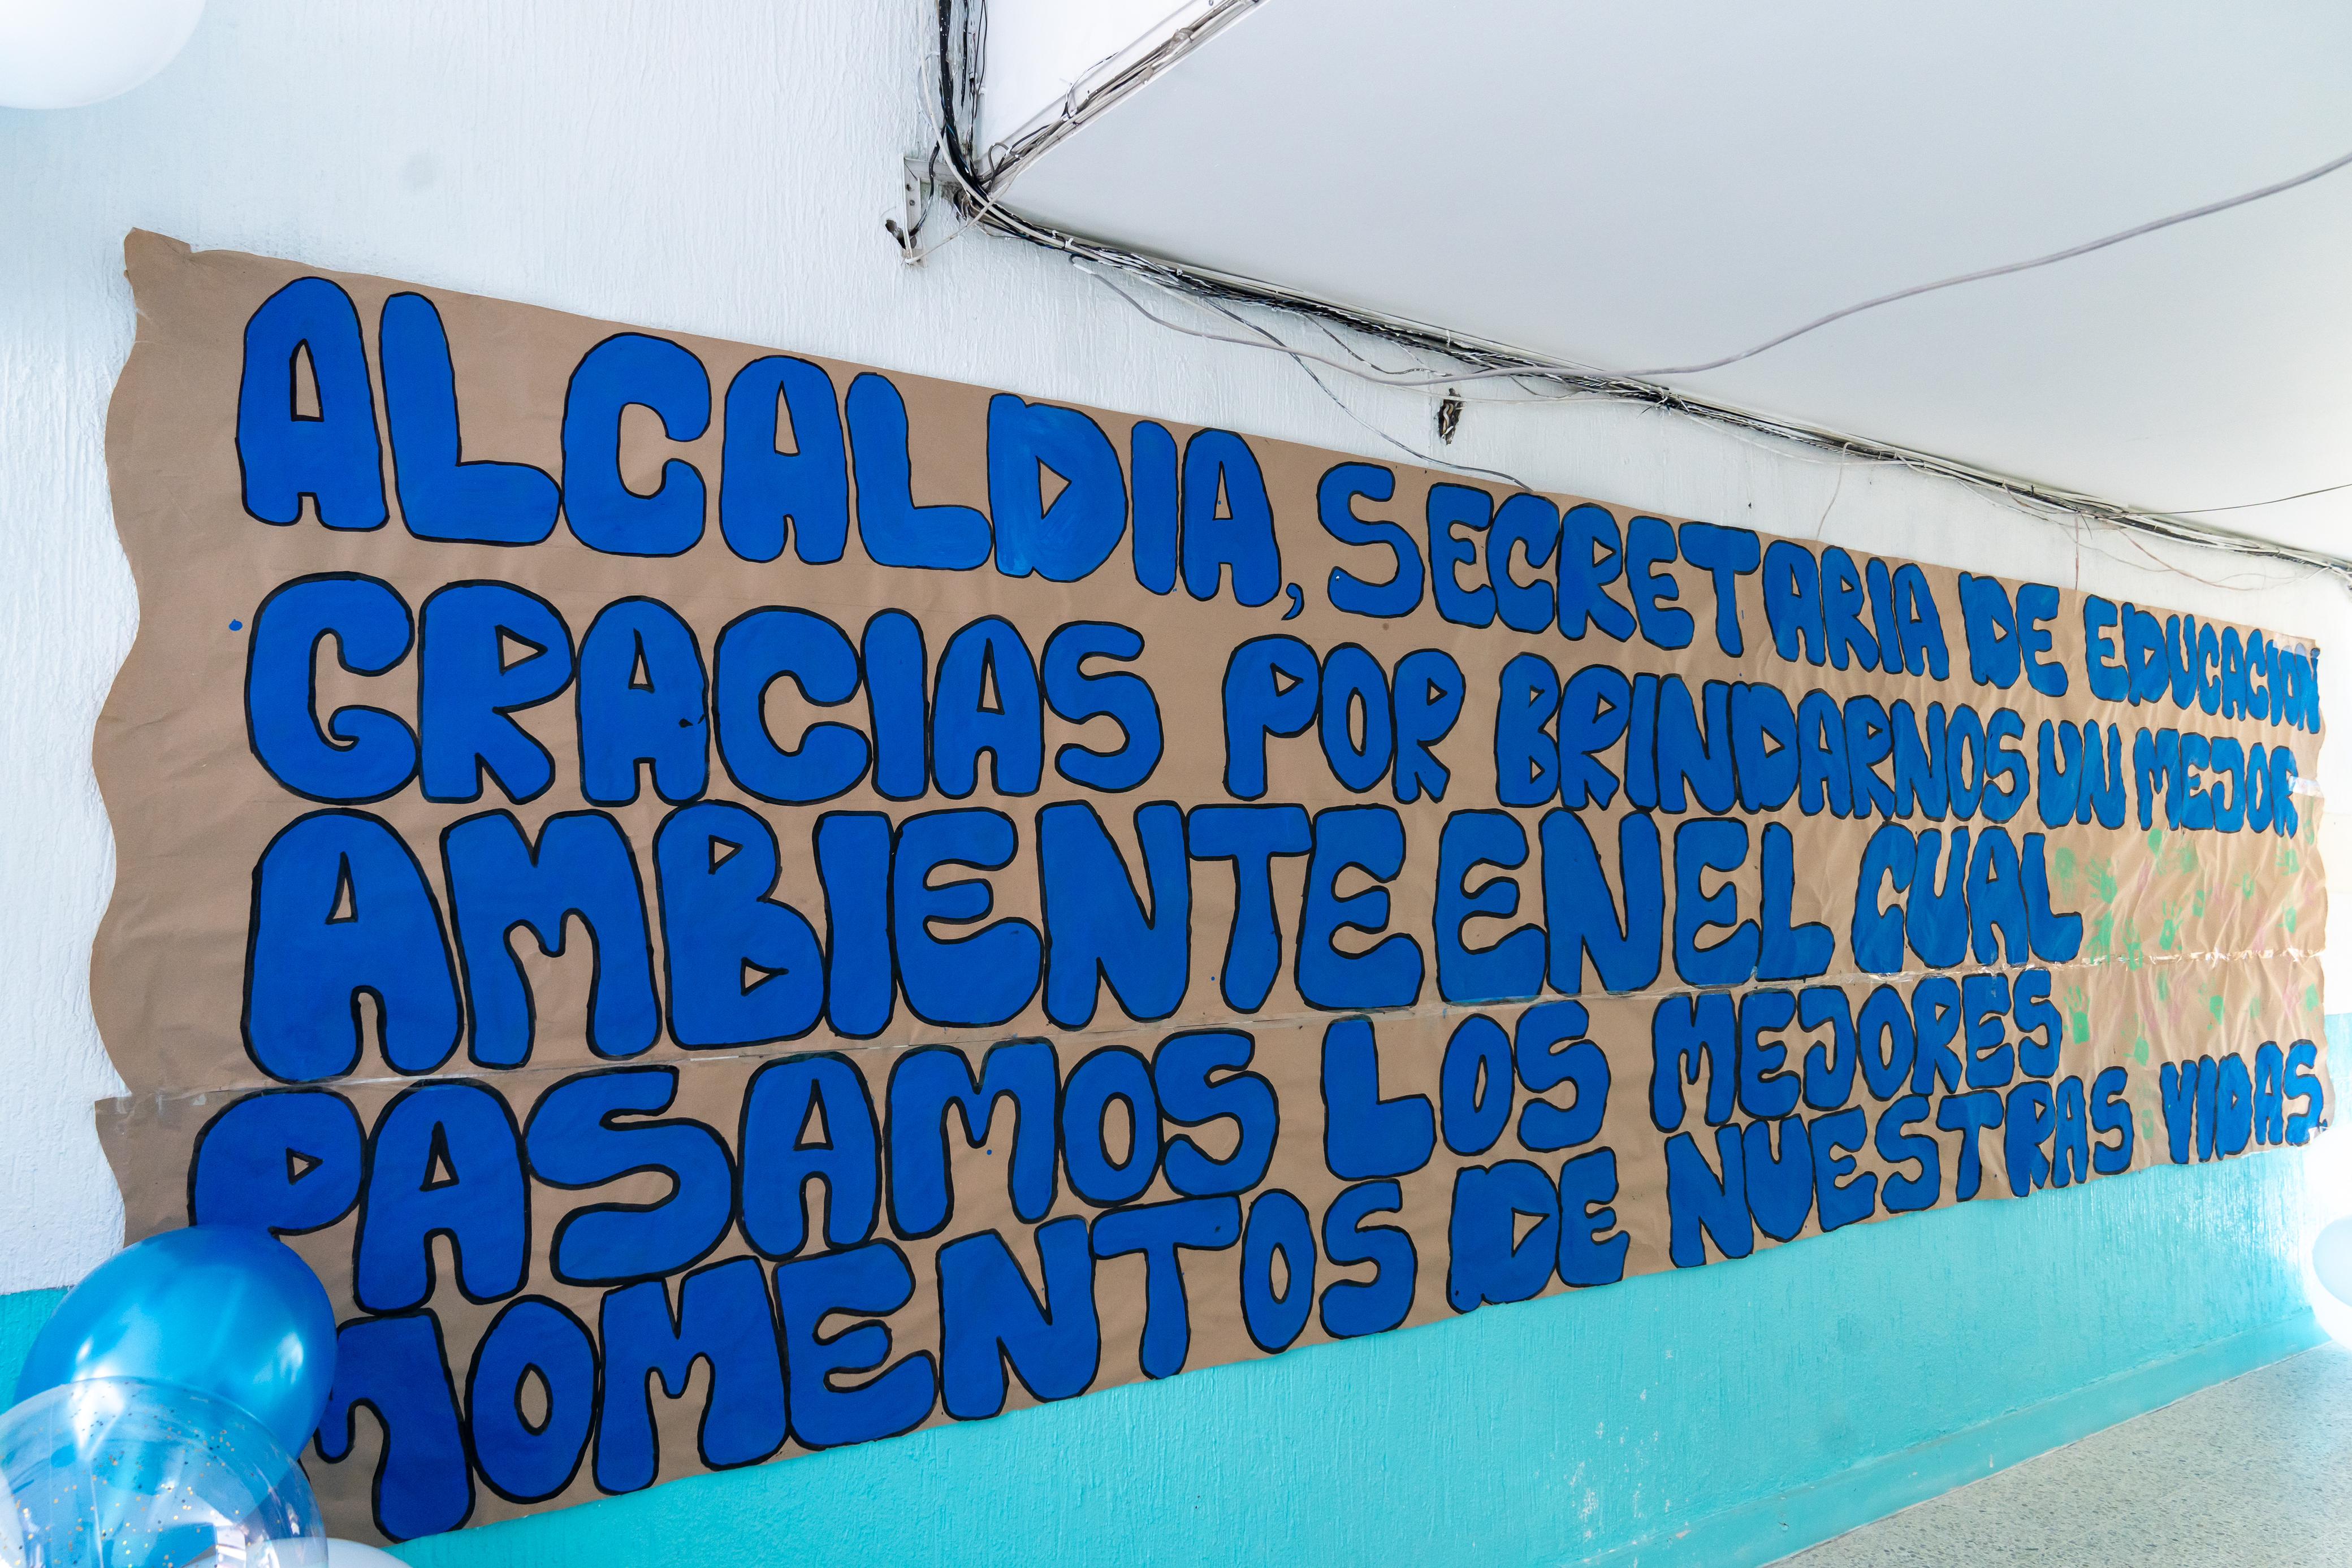 ALCALDIA, SECRETARIA DE EDUCACION
GRACIAS POR BRINDARNOS UN MEJOR
AMBIENTE EN EL CUAL
PASAMOS LOS MEJORES
MOMENTOS DE NUESTRAS VIDAS.